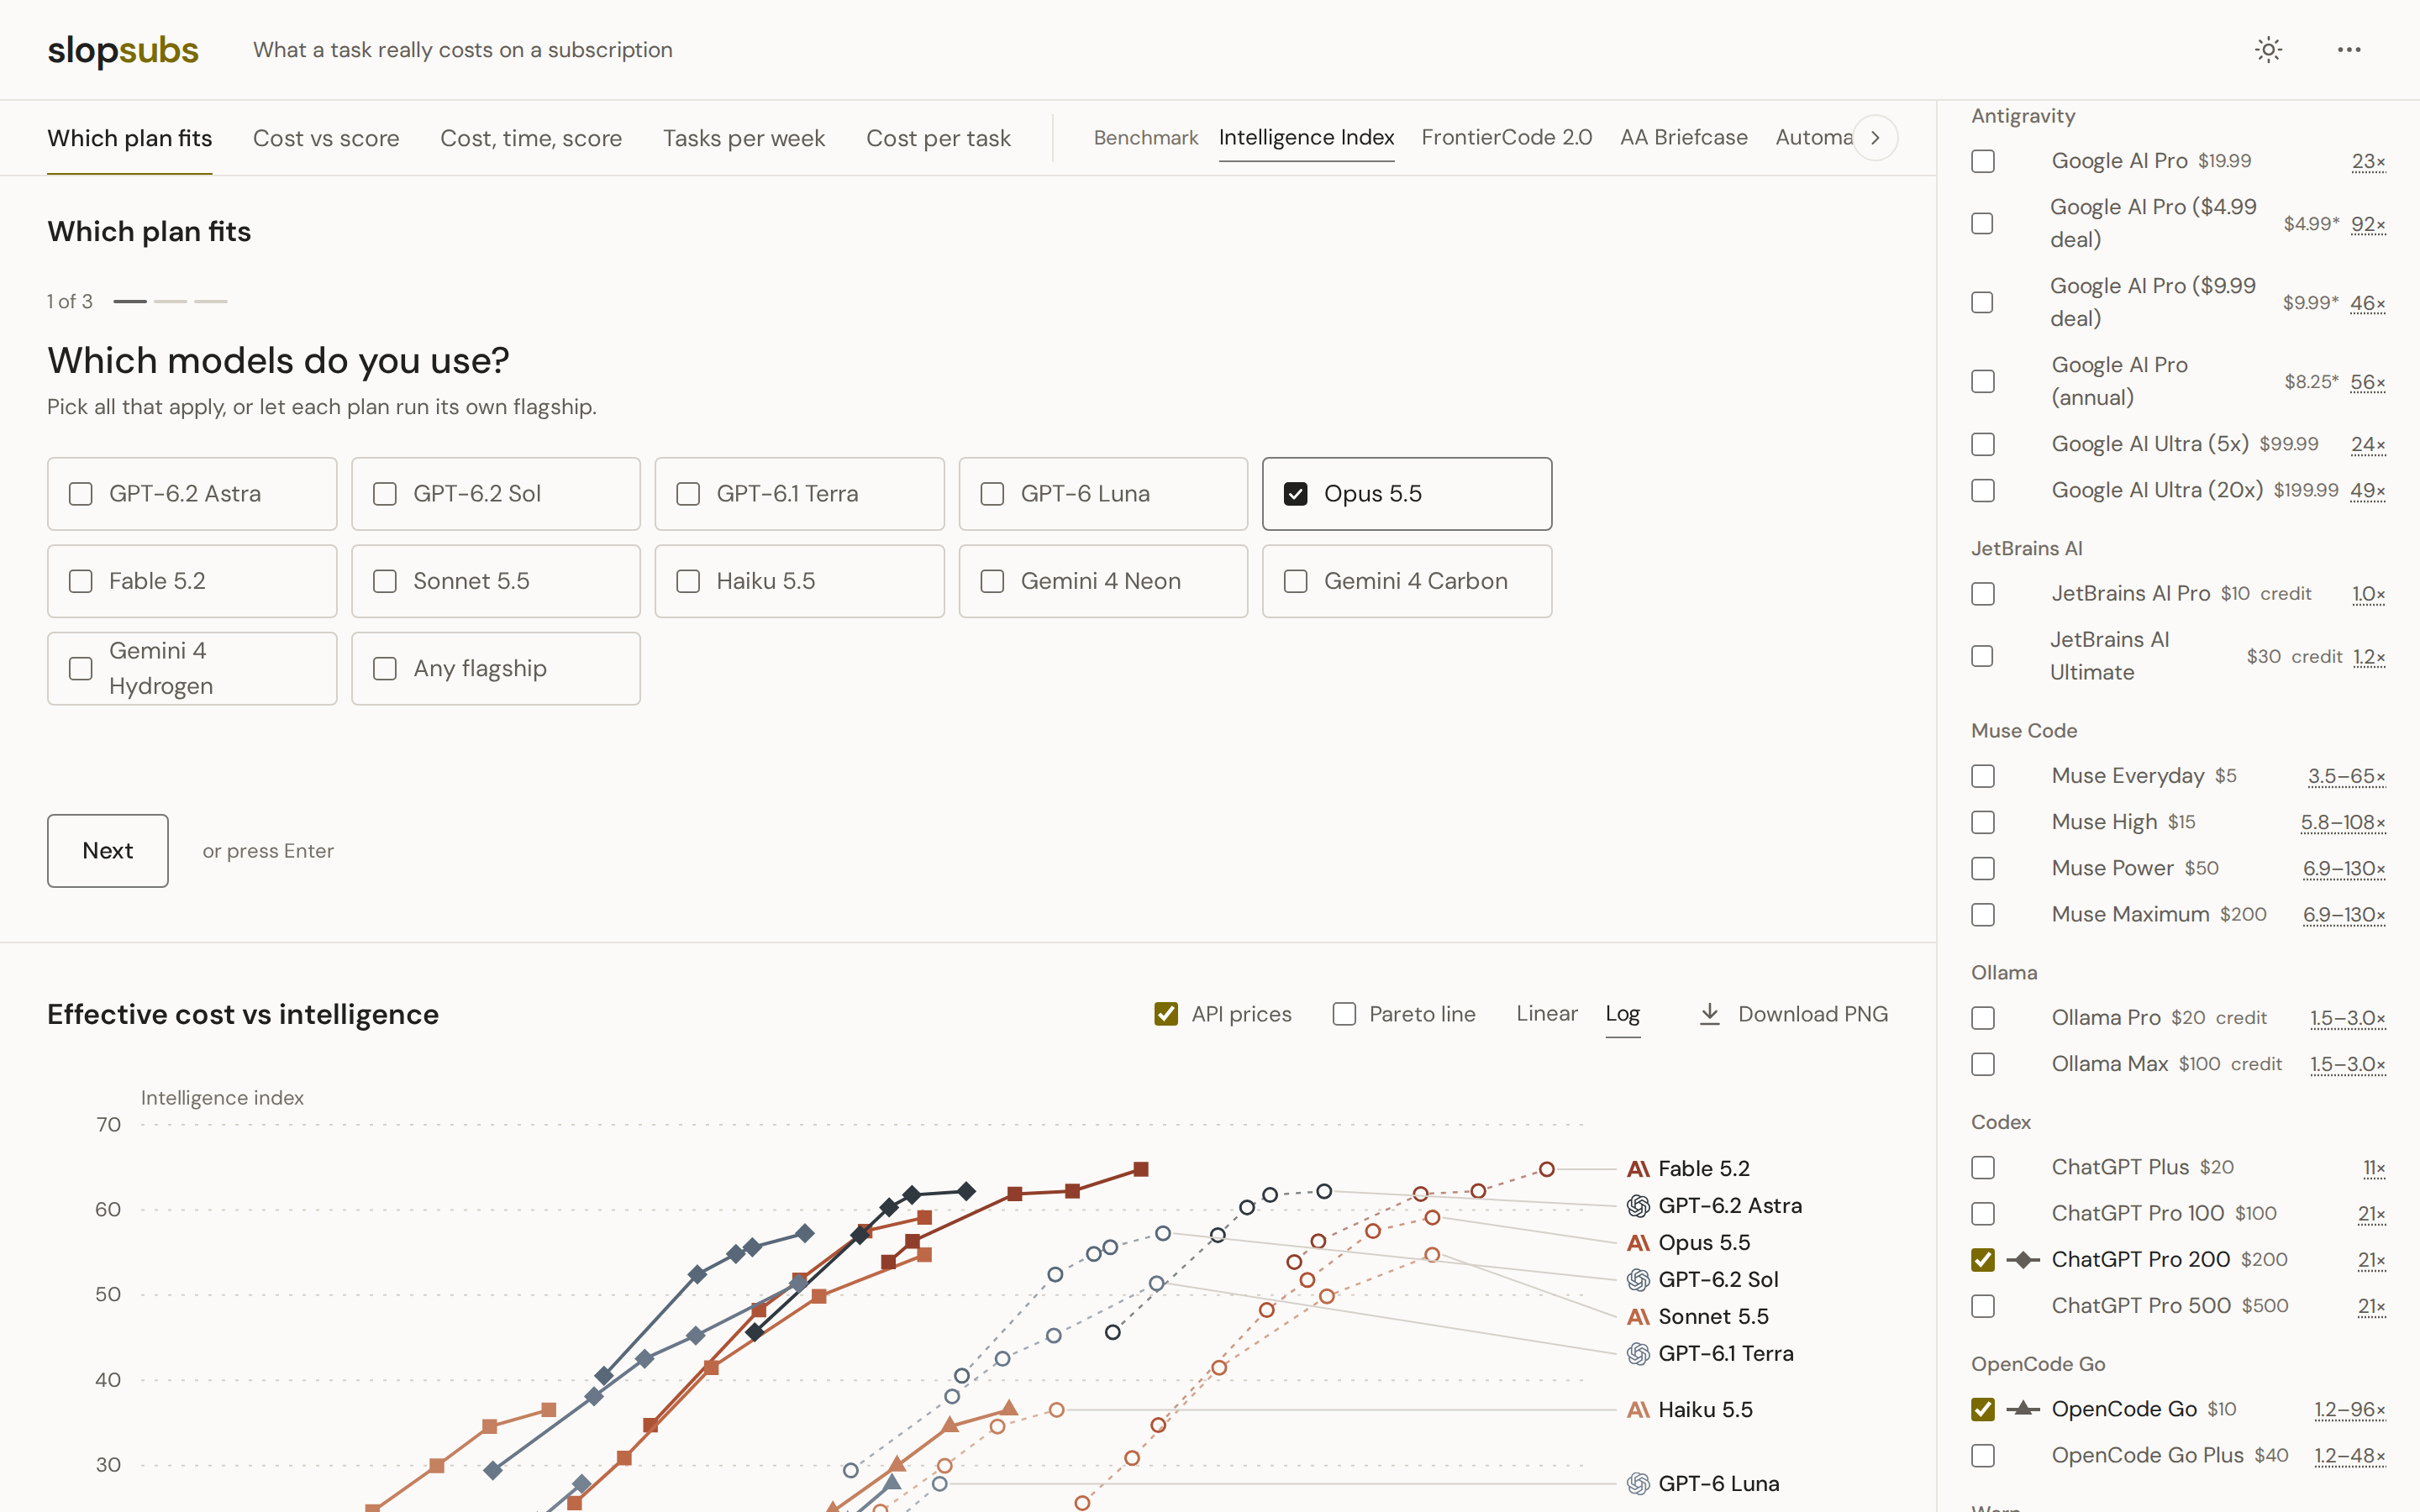 slopsubs
What a task really costs on a subscription
Which plan fits
Cost vs score
Cost, time, score
Tasks per week
Cost per task
Benchmark
Intelligence Index
FrontierCode 2.0
AA Briefcase
Automa
Which plan fits
1 of 3
Which models do you use?
Pick all that apply, or let each plan run its own flagship.
GPT-6.2 Astra
GPT-6.2 Sol
GPT-6.1 Terra
GPT-6 Luna
Opus 5.5
Fable 5.2
Sonnet 5.5
Haiku 5.5
Gemini 4 Neon
Gemini 4 Carbon
Gemini 4
Hydrogen
Any flagship
Next
or press Enter
Effective cost vs intelligence
API prices
Pareto line
Linear
Log
Download PNG
Intelligence index
70
60
50
40
30
Fable 5.2
GPT-6.2 Astra
Opus 5.5
GPT-6.2 Sol
Sonnet 5.5
GPT-6.1 Terra
Haiku 5.5
GPT-6 Luna
Antigravity
Google AI Pro $19.99 23×
Google AI Pro ($4.99
deal) $4.99* 92×
Google AI Pro ($9.99
deal) $9.99* 46×
Google AI Pro
(annual) $8.25* 56×
Google AI Ultra (5x) $99.99 24×
Google AI Ultra (20x) $199.99 49×
JetBrains AI
JetBrains AI Pro $10 credit 1.0×
JetBrains AI
Ultimate $30 credit 1.2×
Muse Code
Muse Everyday $5 3.5–65×
Muse High $15 5.8–108×
Muse Power $50 6.9–130×
Muse Maximum $200 6.9–130×
Ollama
Ollama Pro $20 credit 1.5–3.0×
Ollama Max $100 credit 1.5–3.0×
Codex
ChatGPT Plus $20 11×
ChatGPT Pro 100 $100 21×
ChatGPT Pro 200 $200 21×
ChatGPT Pro 500 $500 21×
OpenCode Go
OpenCode Go $10 1.2–96×
OpenCode Go Plus $40 1.2–48×